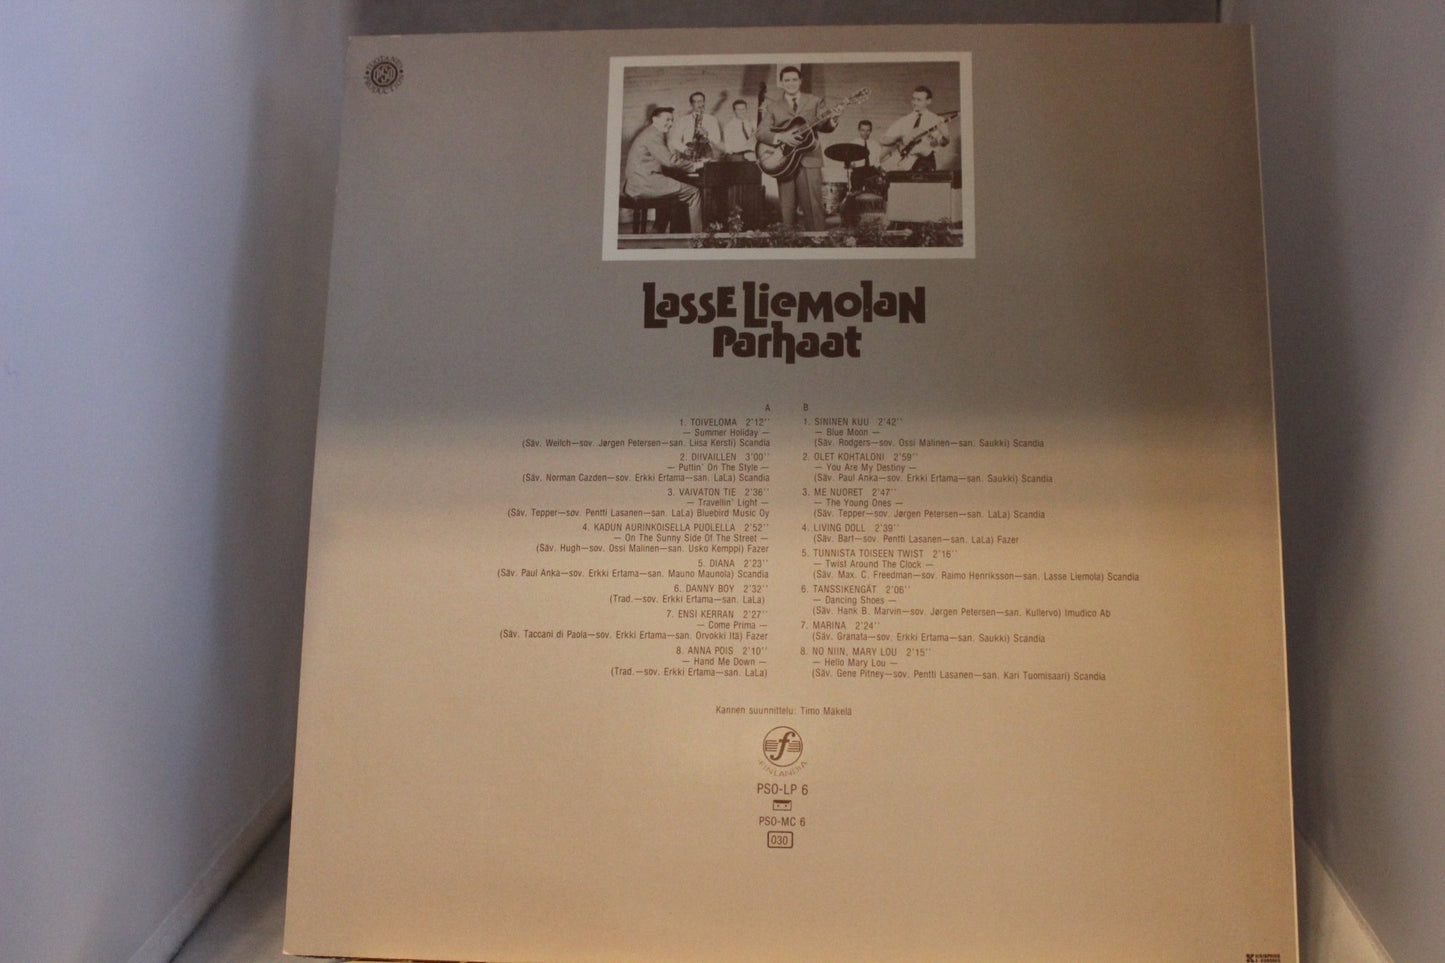 TUOTANTO
PSO
PRODUCTION
LASSE LIEMOLAN
PARHAAT
A
1. TOIVELOMA 2'12''
— Summer Holiday —
(Säv. Weilch—sov. Jørgen Petersen—san. Liisa Kersti) Scandia
2. DIIVAILLEN 3'00''
— Puttin' On The Style —
(Säv. Norman Cazden—sov. Erkki Ertama—san. LaLa) Scandia
3. VAIVATON TIE 2'36''
— Travellin' Light —
(Säv. Tepper—sov. Pentti Lasanen—san. LaLa) Bluebird Music Oy
4. KADUN AURINKOISELLA PUOLELLA 2'52''
— On The Sunny Side Of The Street —
(Säv. Hugh—sov. Ossi Malinen—san. Usko Kemppi) Fazer
5. DIANA 2'23''
(Säv. Paul Anka—sov. Erkki Ertama—san. Mauno Maunola) Scandia
6. DANNY BOY 2'32''
(Trad.—sov. Erkki Ertama—san. LaLa)
7. ENSI KERRAN 2'27''
— Come Prima —
(Säv. Taccani di Paola—sov. Erkki Ertama—san. Orvokki Itä) Fazer
8. ANNA POIS 2'10''
— Hand Me Down —
(Trad.—sov. Erkki Ertama—san. LaLa)
B
1. SININEN KUU 2'42''
— Blue Moon —
(Säv. Rodgers—sov. Ossi Malinen—san. Saukki) Scandia
2. OLET KOHTALONI 2'59''
— You Are My Destiny —
(Säv. Paul Anka—sov. Erkki Ertama—san. Saukki) Scandia
3. ME NUORET 2'47''
— The Young Ones —
(Säv. Tepper—sov. Jørgen Petersen—san. LaLa) Scandia
4. LIVING DOLL 2'39''
(Säv. Bart—sov. Pentti Lasanen—san. LaLa) Fazer
5. TUNNISTA TOISEEN TWIST 2'16''
— Twist Around The Clock —
(Säv. Max. C. Freedman—sov. Raimo Henriksson—san. Lasse Liemola) Scandia
6. TANSSIKENGÄT 2'06''
— Dancing Shoes —
(Säv. Hank B. Marvin—sov. Jørgen Petersen—san. Kullervo) Imudico Ab
7. MARINA 2'24''
(Säv. Granata—sov. Erkki Ertama—san. Saukki) Scandia
8. NO NIIN, MARY LOU 2'15''
— Hello Mary Lou —
(Säv. Gene Pitney—sov. Pentti Lasanen—san. Kari Tuomisaari) Scandia
Kannen suunnittelu: Timo Mäkelä
f
FINLANDIA
PSO-LP 6
PSO-MC 6
030